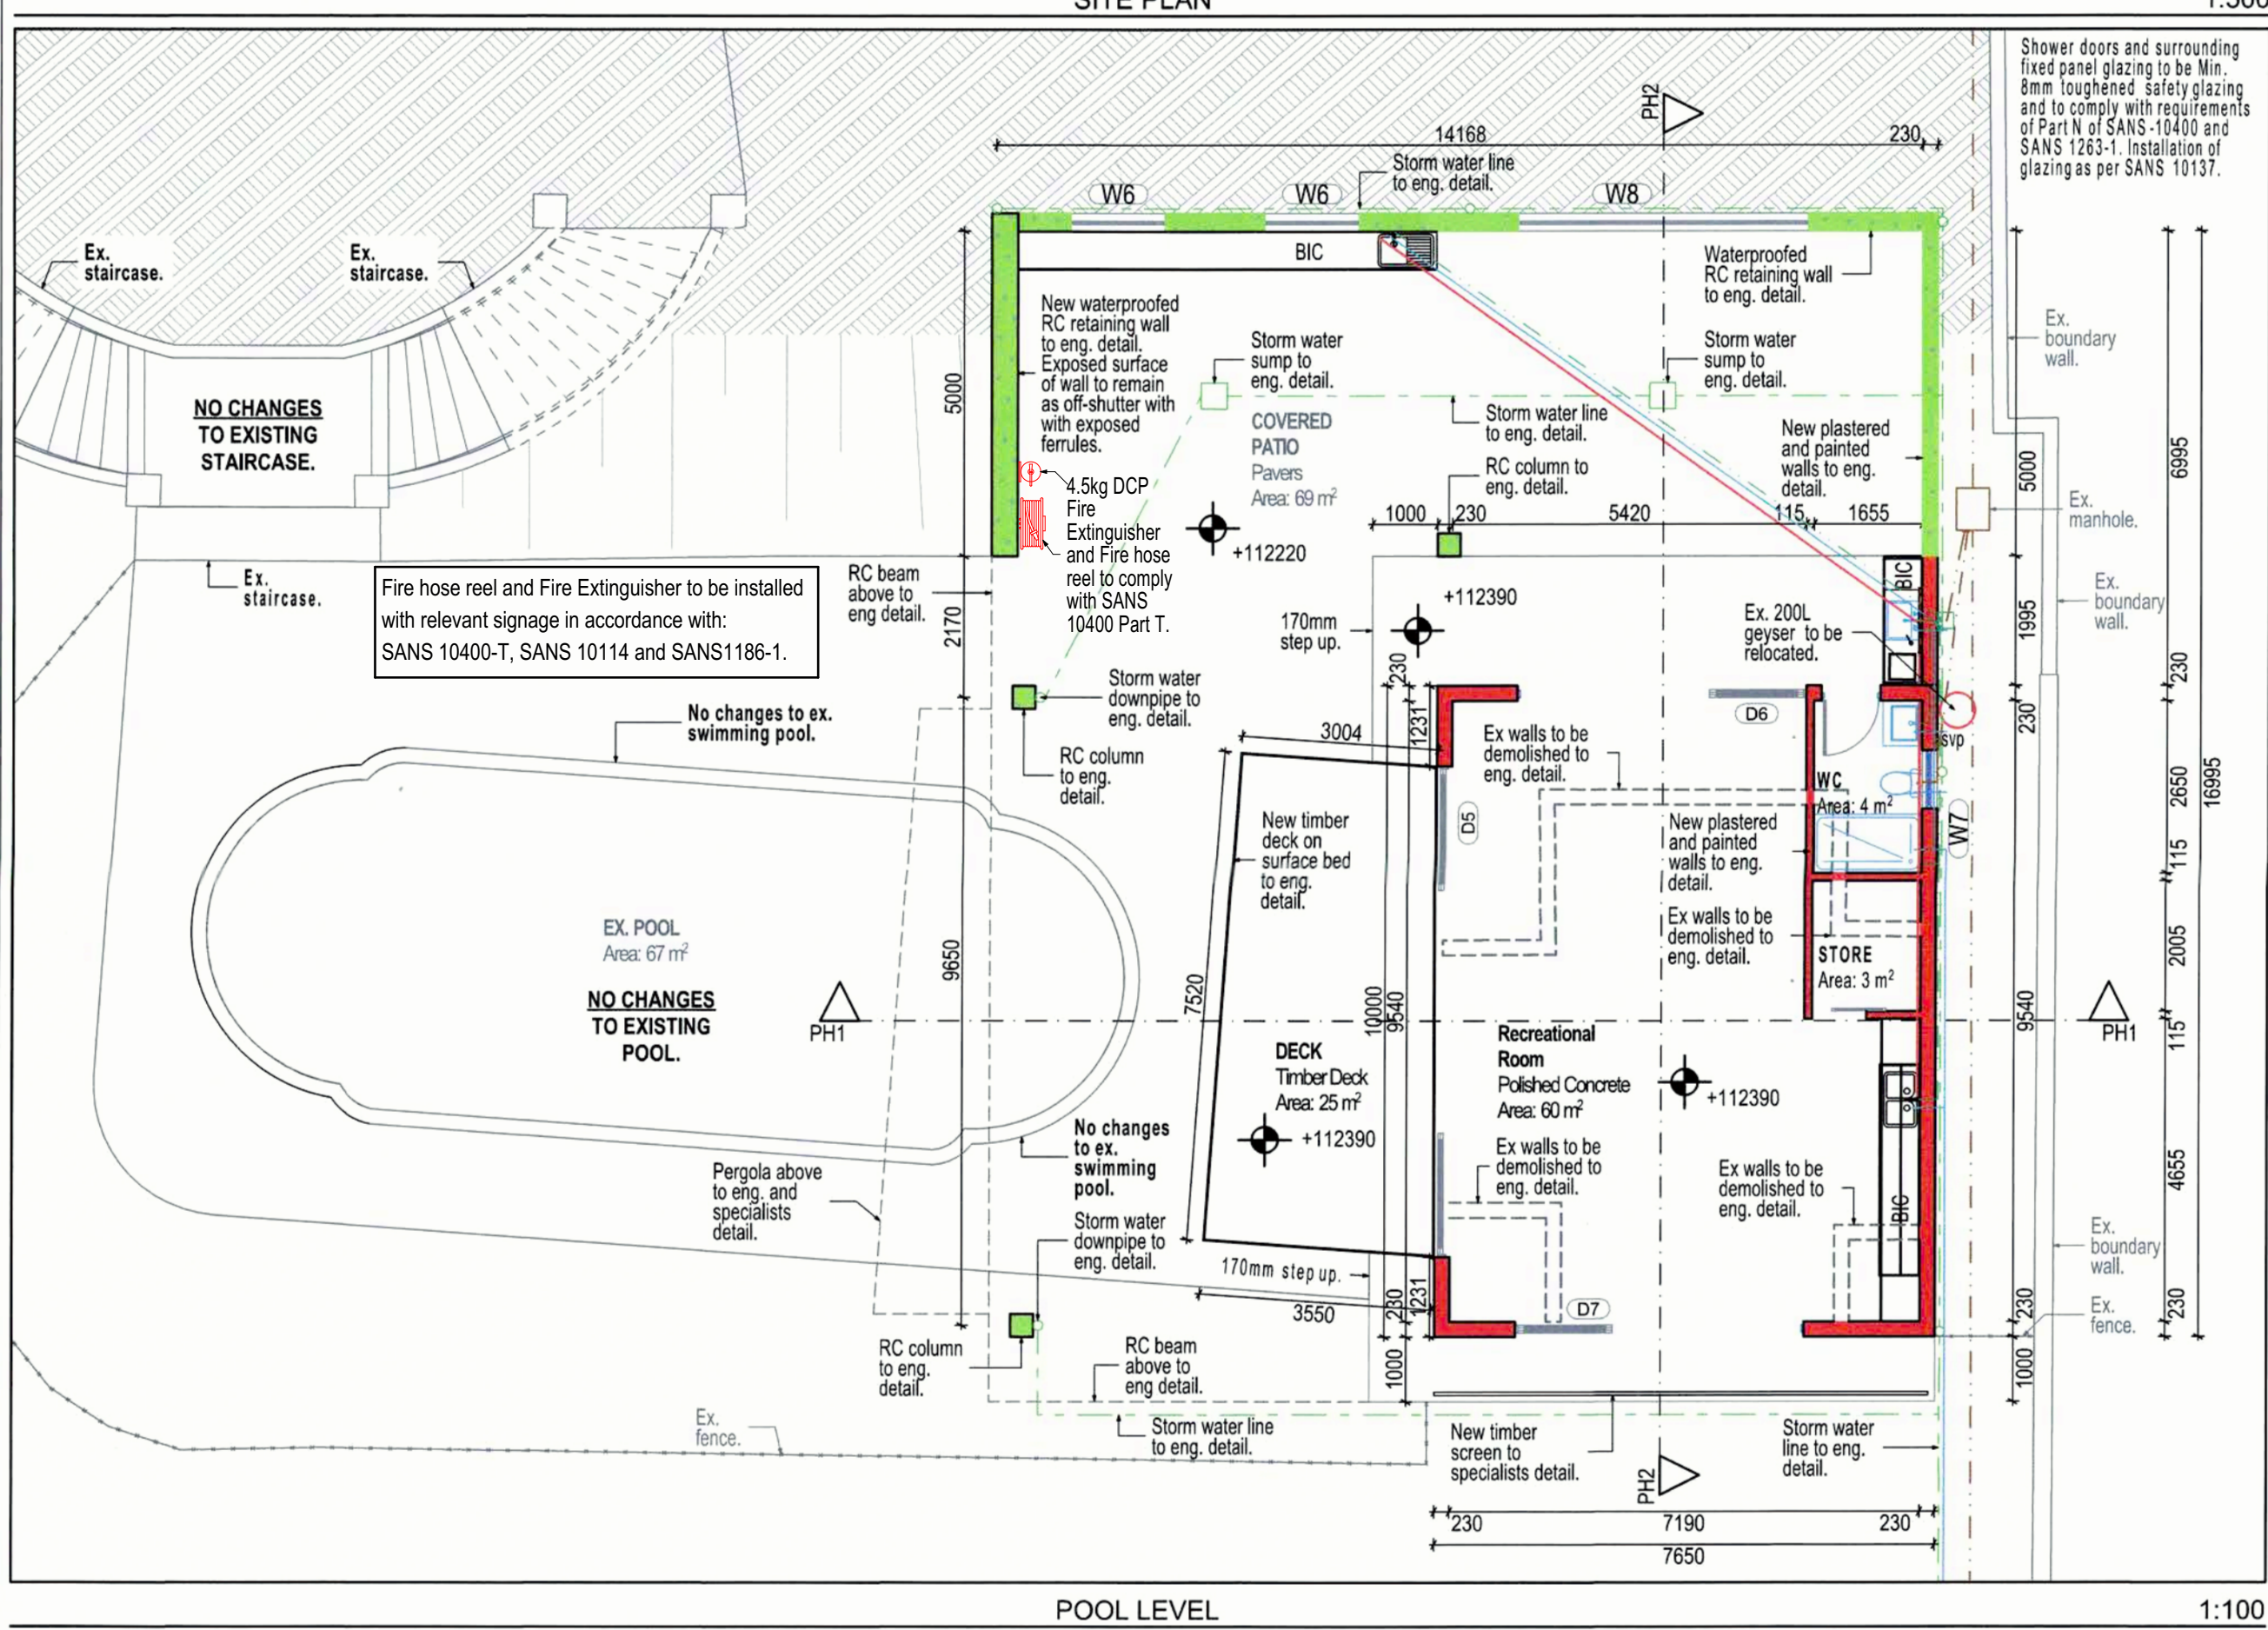 SITE PLAN
1:500
Shower doors and surrounding
fixed panel glazing to be Min.
8mm toughened safety glazing
and to comply with requirements
of Part N of SANS -10400 and
SANS 1263-1. Installation of
glazing as per SANS 10137.
PH2
14168
230
Storm water line
to eng. detail.
W6
W6
W8
Ex.
staircase.
Ex.
staircase.
BIC
Waterproofed
RC retaining wall
to eng. detail.
New waterproofed
RC retaining wall
to eng. detail.
Exposed surface
of wall to remain
as off-shutter with
with exposed
ferrules.
Storm water
sump to
eng. detail.
Storm water
sump to
eng. detail.
Ex.
boundary
wall.
NO CHANGES
TO EXISTING
STAIRCASE.
5000
COVERED
PATIO
Pavers
Area: 69 m²
Storm water line
to eng. detail.
New plastered
and painted
walls to eng.
detail.
RC column to
eng. detail.
5000
6995
4.5kg DCP
Fire
Extinguisher
and Fire hose
reel to comply
with SANS
10400 Part T.
1000
230
5420
115
1655
Ex.
manhole.
+112220
Ex.
staircase.
Fire hose reel and Fire Extinguisher to be installed
with relevant signage in accordance with:
SANS 10400-T, SANS 10114 and SANS1186-1.
RC beam
above to
eng detail.
2170
+112390
170mm
step up.
Ex. 200L
geyser to be
relocated.
BIC
1995
Ex.
boundary
wall.
230
230
230
Storm water
downpipe to
eng. detail.
No changes to ex.
swimming pool.
RC column
to eng.
detail.
3004
1231
Ex walls to be
demolished to
eng. detail.
D6
svp
WC
Area: 4 m²
W7
2650
16995
D5
New timber
deck on
surface bed
to eng.
detail.
New plastered
and painted
walls to eng.
detail.
115
Ex walls to be
demolished to
eng. detail.
STORE
Area: 3 m²
2005
EX. POOL
Area: 67 m²
NO CHANGES
TO EXISTING
POOL.
9650
7520
10000
9540
9540
PH1
PH1
115
Recreational
Room
Polished Concrete
Area: 60 m²
DECK
Timber Deck
Area: 25 m²
+112390
+112390
No changes
to ex.
swimming
pool.
Ex walls to be
demolished to
eng. detail.
Ex walls to be
demolished to
eng. detail.
BIC
4655
Pergola above
to eng. and
specialists
detail.
Storm water
downpipe to
eng. detail.
Ex.
boundary
wall.
170mm step up.
3550
230
1231
D7
230
230
Ex.
fence.
RC column
to eng.
detail.
RC beam
above to
eng detail.
1000
1000
Ex.
fence.
Storm water line
to eng. detail.
New timber
screen to
specialists detail.
Storm water
line to eng.
detail.
PH2
230
7190
230
7650
POOL LEVEL
1:100